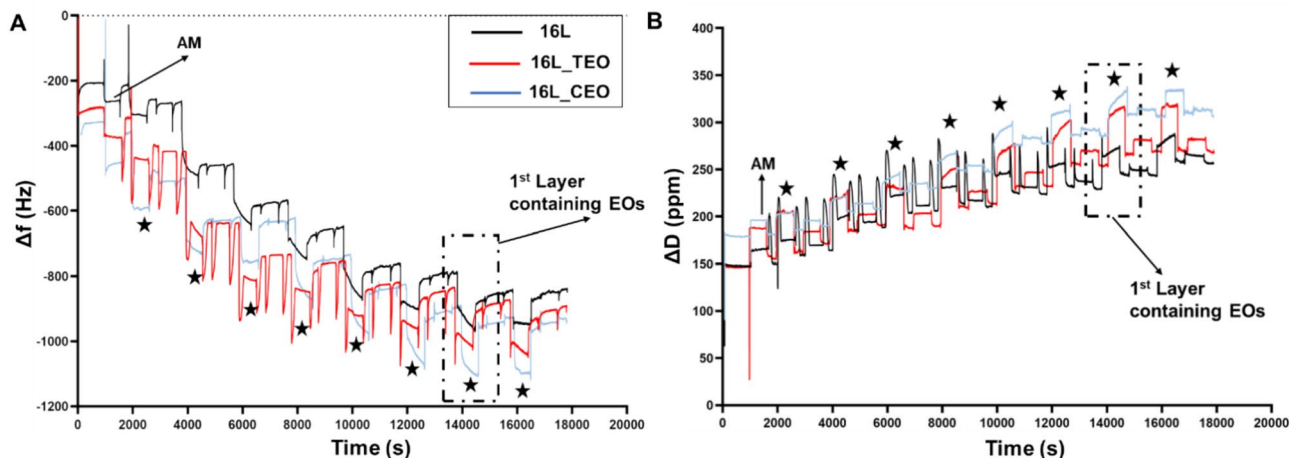 A
Δf (Hz)
0
-200
-400
-600
-800
-1000
-1200
AM
16L
16L_TEO
16L_CEO
1st Layer
containing EOs
0
2000
4000
6000
8000
10000
12000
14000
16000
18000
20000
Time (s)
B
ΔD (ppm)
400
350
300
250
200
150
100
50
0
AM
1st Layer
containing EOs
0
2000
4000
6000
8000
10000
12000
14000
16000
18000
20000
Time (s)